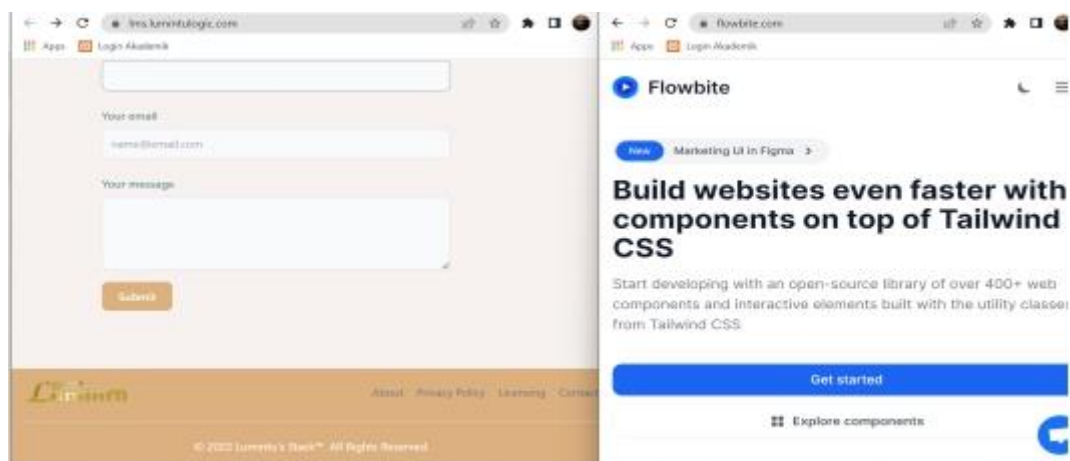 lms.lumintulogic.com
Apps Login Akademik
Your email
name@email.com
Your message
Submit
About Privacy Policy Licensing Contact
© 2022 Lumintu's Stack™. All Rights Reserved.
flowbite.com
Apps Login Akademik
Flowbite
New Marketing UI in Figma
Build websites even faster with
components on top of Tailwind
CSS
Start developing with an open-source library of over 400+ web
components and interactive elements built with the utility classes
from Tailwind CSS
Get started
Explore components